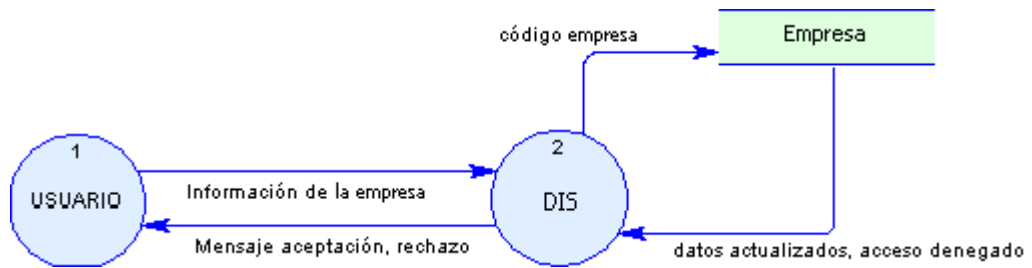 código empresa
Empresa
1
USUARIO
Información de la empresa
Mensaje aceptación, rechazo
2
DIS
datos actualizados, acceso denegado